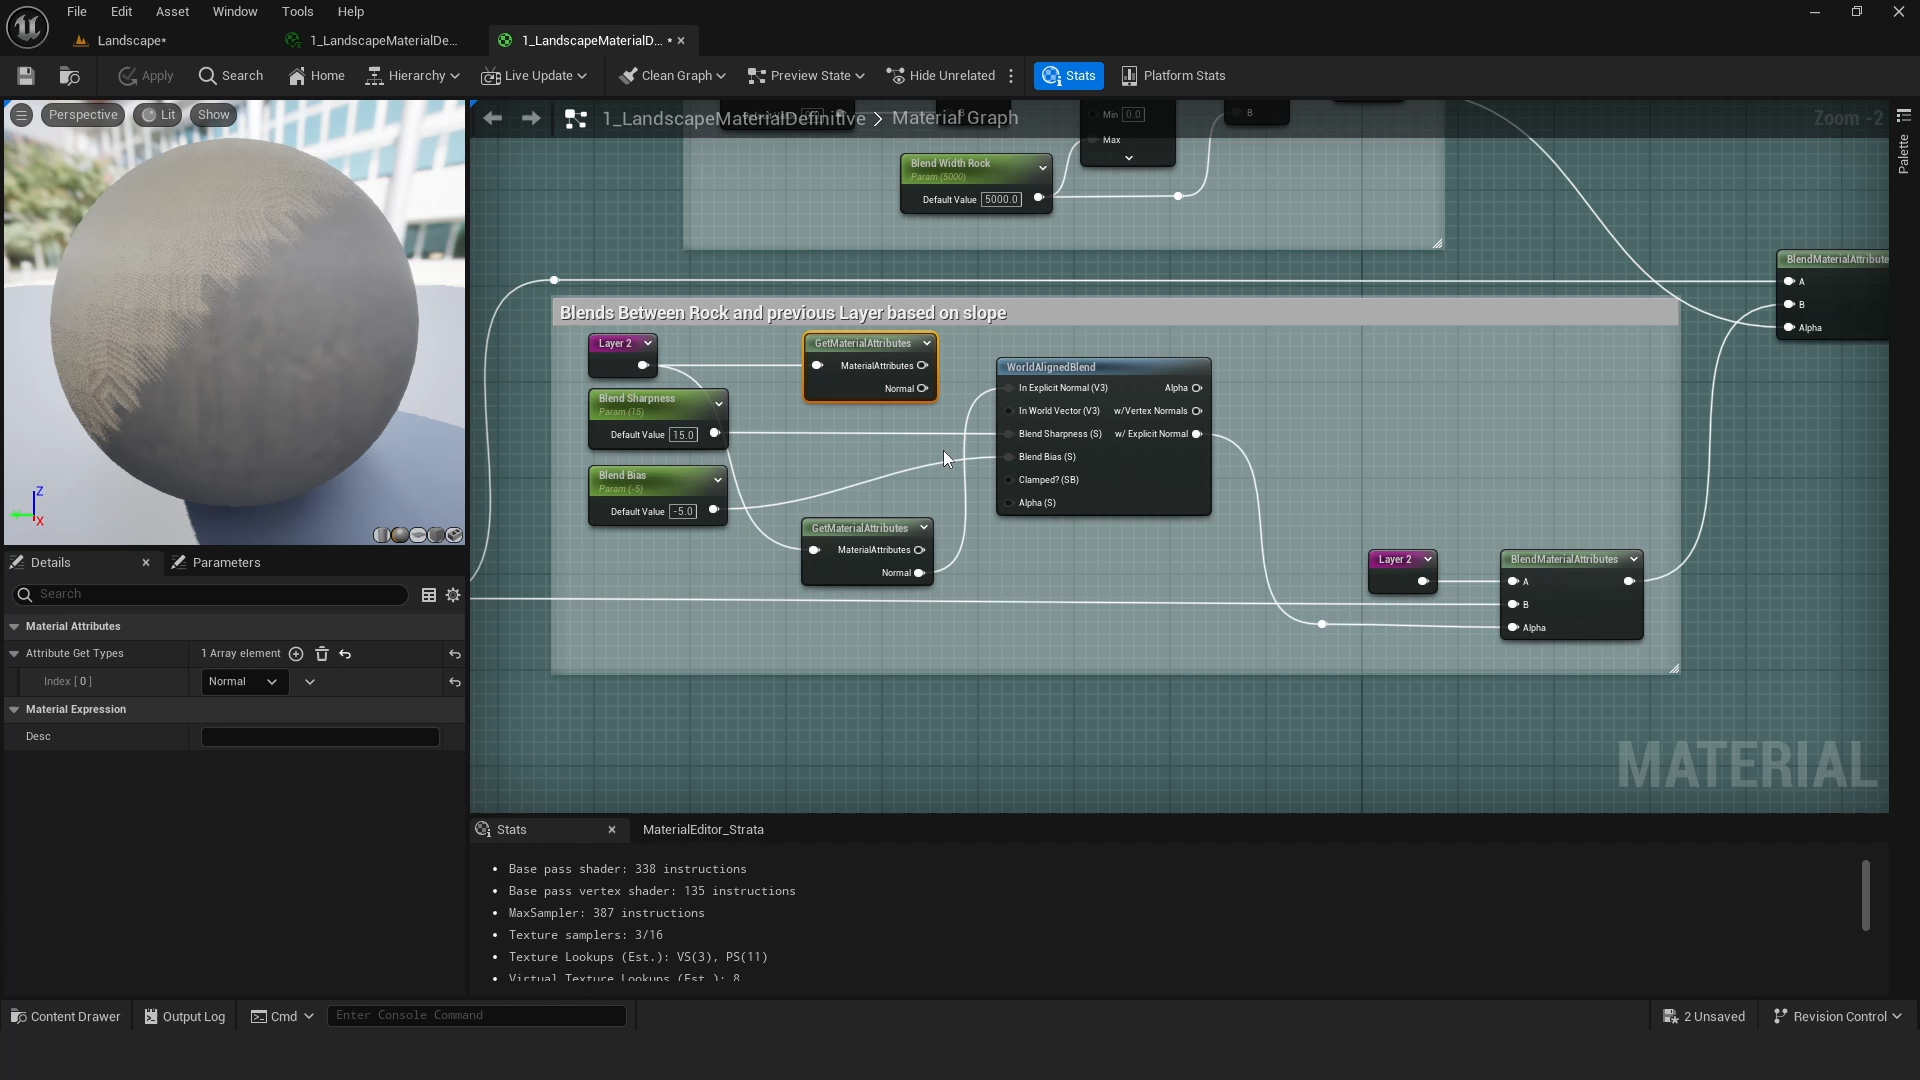 File Edit Asset Window Tools Help
Landscape*
1_LandscapeMaterialDe...
1_LandscapeMaterialD... *
Apply Search Home Hierarchy Live Update Clean Graph Preview State Hide Unrelated Stats Platform Stats
Perspective Lit Show
1_LandscapeMaterialDefinitive > Material Graph
Zoom -2
Palette
Min 0.0
B
Max
Blend Width Rock
Param (5000)
Default Value 5000.0
BlendMaterialAttribute
A
B
Alpha
Blends Between Rock and previous Layer based on slope
Layer 2
GetMaterialAttributes
MaterialAttributes
Normal
WorldAlignedBlend
In Explicit Normal (V3) Alpha
In World Vector (V3) w/Vertex Normals
Blend Sharpness (S) w/ Explicit Normal
Blend Bias (S)
Clamped? (SB)
Alpha (S)
Blend Sharpness
Param (15)
Default Value 15.0
Blend Bias
Param (-5)
Default Value -5.0
GetMaterialAttributes
MaterialAttributes
Normal
Layer 2
BlendMaterialAttributes
A
B
Alpha
MATERIAL
Z
X
Details
Parameters
Search
Material Attributes
Attribute Get Types 1 Array element
Index [ 0 ] Normal
Material Expression
Desc
Stats
MaterialEditor_Strata
• Base pass shader: 338 instructions
• Base pass vertex shader: 135 instructions
• MaxSampler: 387 instructions
• Texture samplers: 3/16
• Texture Lookups (Est.): VS(3), PS(11)
• Virtual Texture Lookups (Est.): 8
Content Drawer Output Log Cmd Enter Console Command 2 Unsaved Revision Control